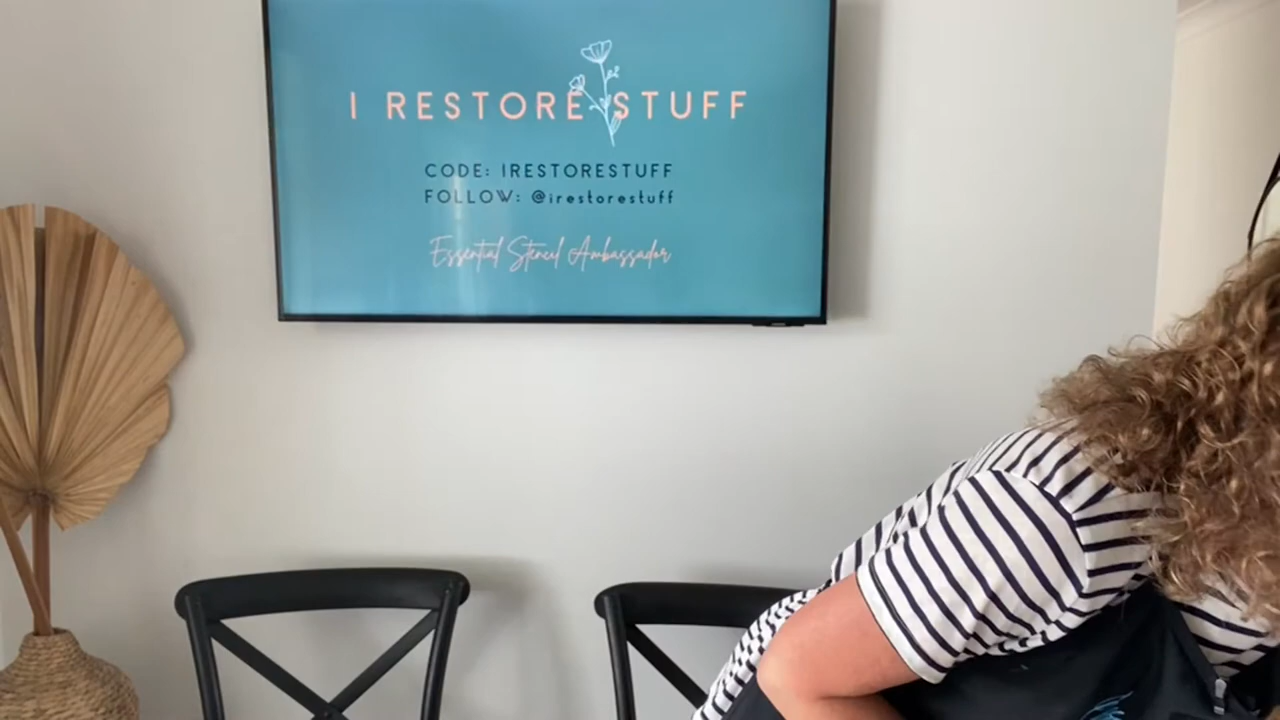 I RESTORE STUFF
CODE: IRESTORESTUFF
FOLLOW: @irestorestuff
Essential Stencil Ambassador